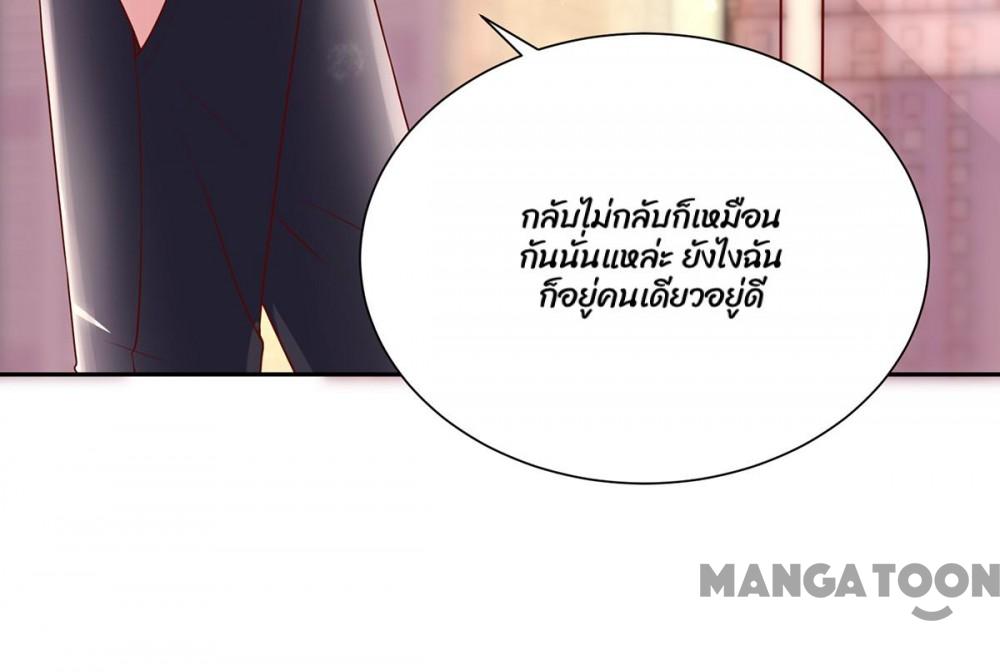 กลับไม่กลับก็เหมือน
กันนั่นแหล่ะ ยังไงฉัน
ก็อยู่คนเดียวอยู่ดี
MANGATOON